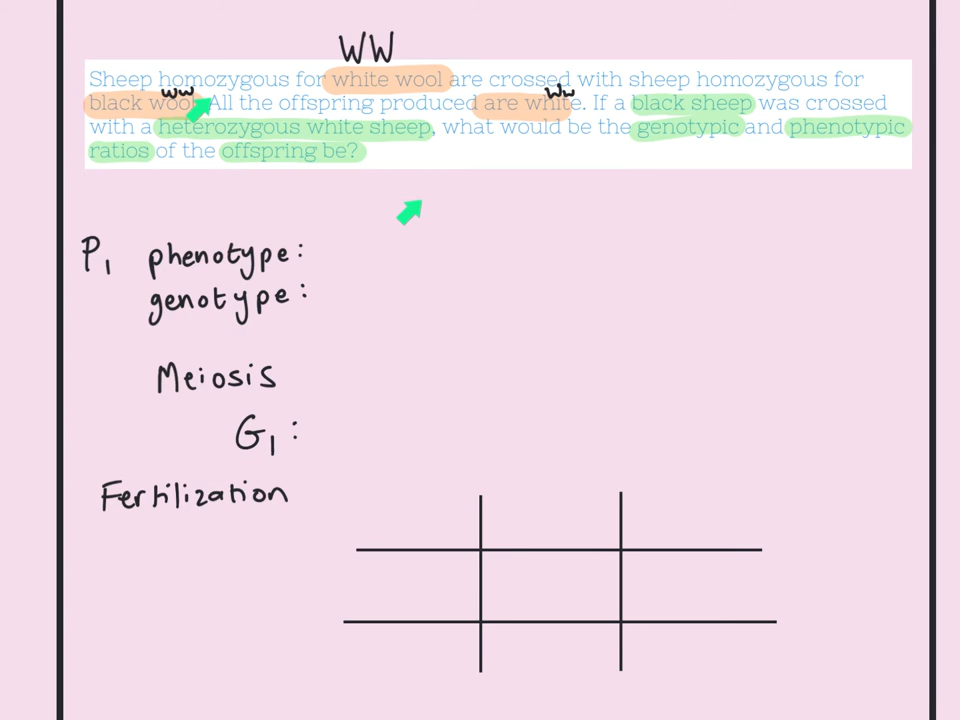 WW
Sheep homozygous for white wool are crossed with sheep homozygous for
ww Ww
black wool. All the offspring produced are white. If a black sheep was crossed
with a heterozygous white sheep, what would be the genotypic and phenotypic
ratios of the offspring be?
P1 phenotype:
genotype:
Meiosis
G1:
Fertilization